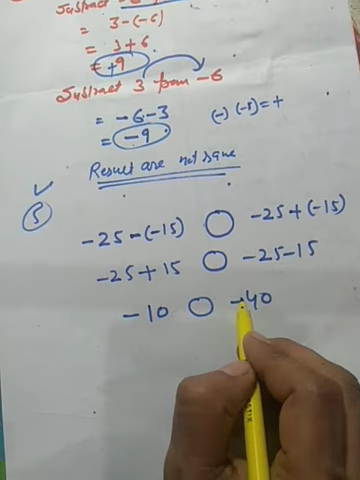 Subtract
= 3-(-6)
= 3+6
= +9
Subtract 3 from -6
= -6-3 (-) (-) = +
= -9
Result are not same
5
-25-(-15) ◯ -25+(-15)
-25+15 ◯ -25-15
-10 ◯ -40